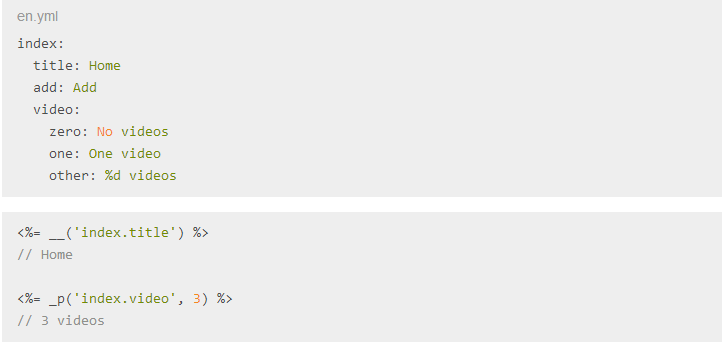 en.yml
index:
  title: Home
  add: Add
  video:
    zero: No videos
    one: One video
    other: %d videos
<%= __('index.title') %>
// Home
<%= _p('index.video', 3) %>
// 3 videos